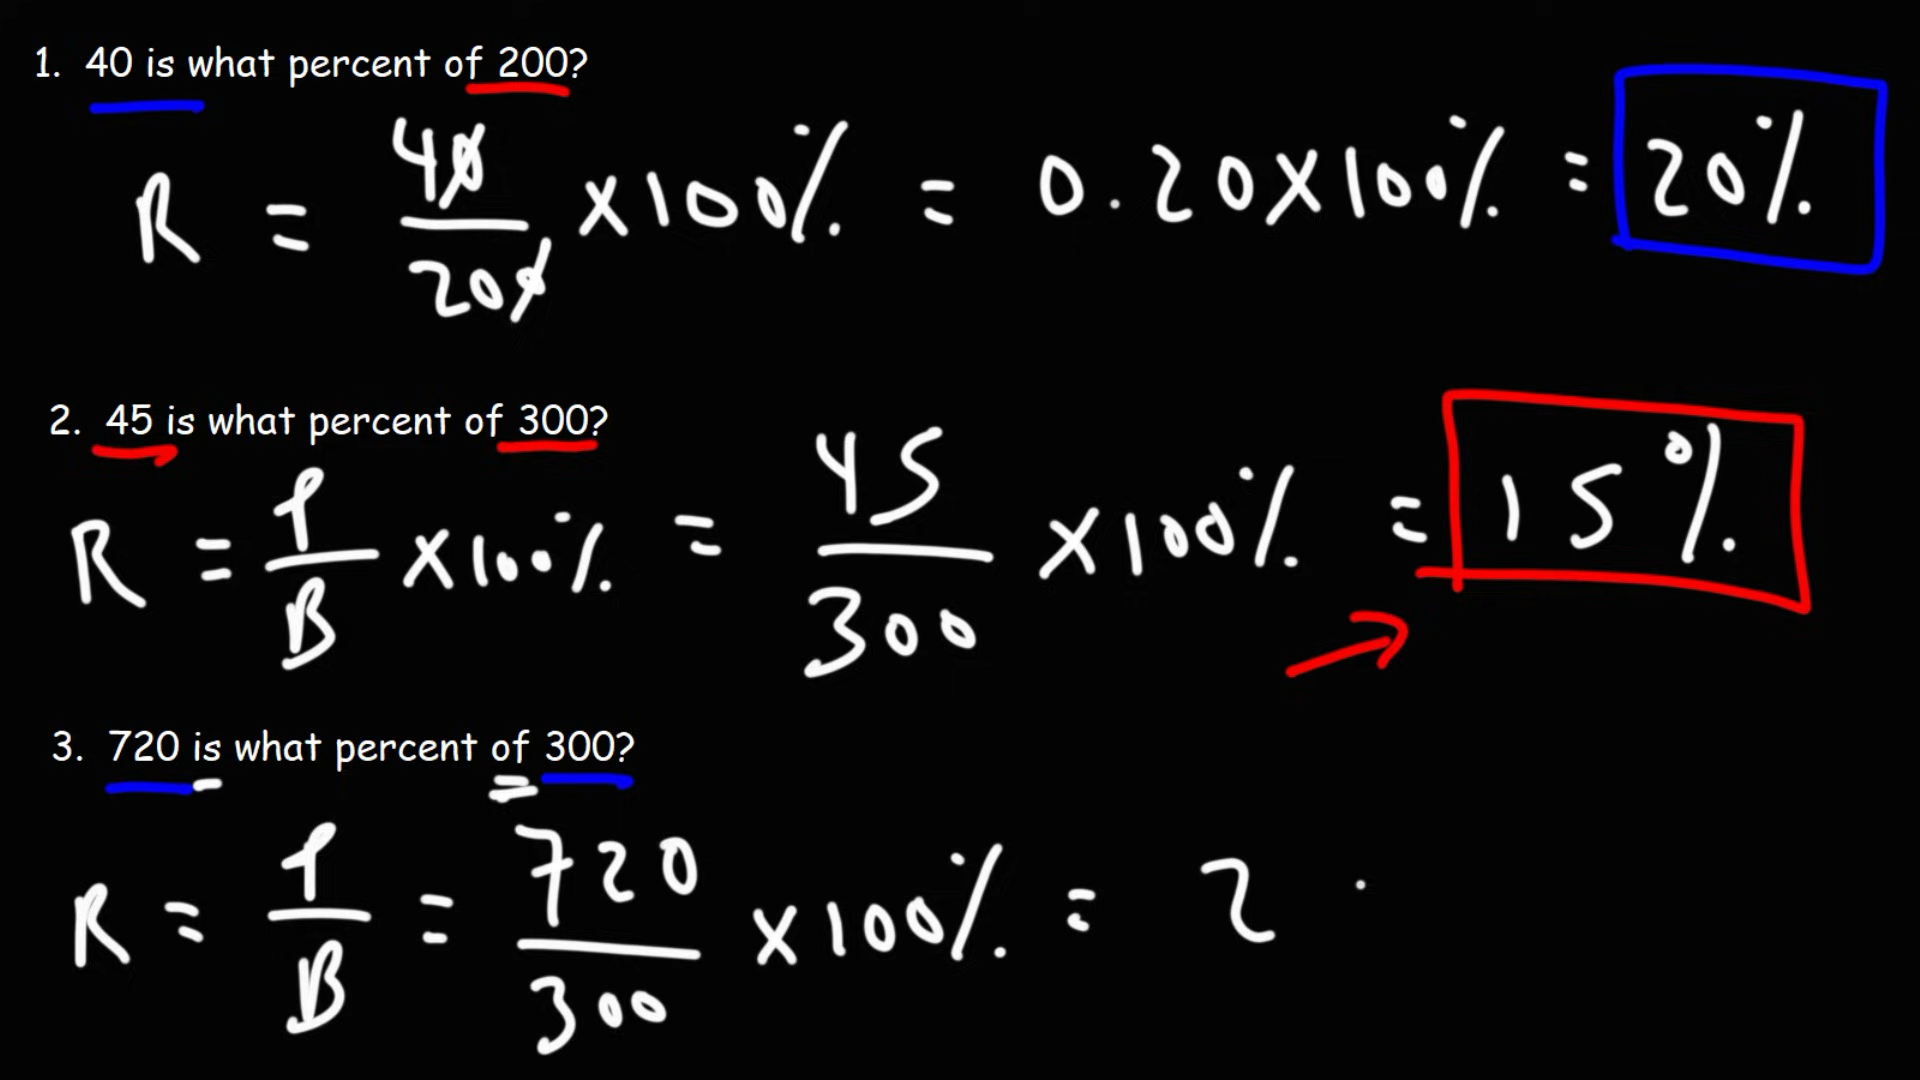 1. 40 is what percent of 200?
R = 40/200 x100% = 0.20x100% = 20%
2. 45 is what percent of 300?
R = P/B x100% = 45/300 x100% = 15%
3. 720 is what percent of 300?
R = P/B = 720/300 x100% = 2 .